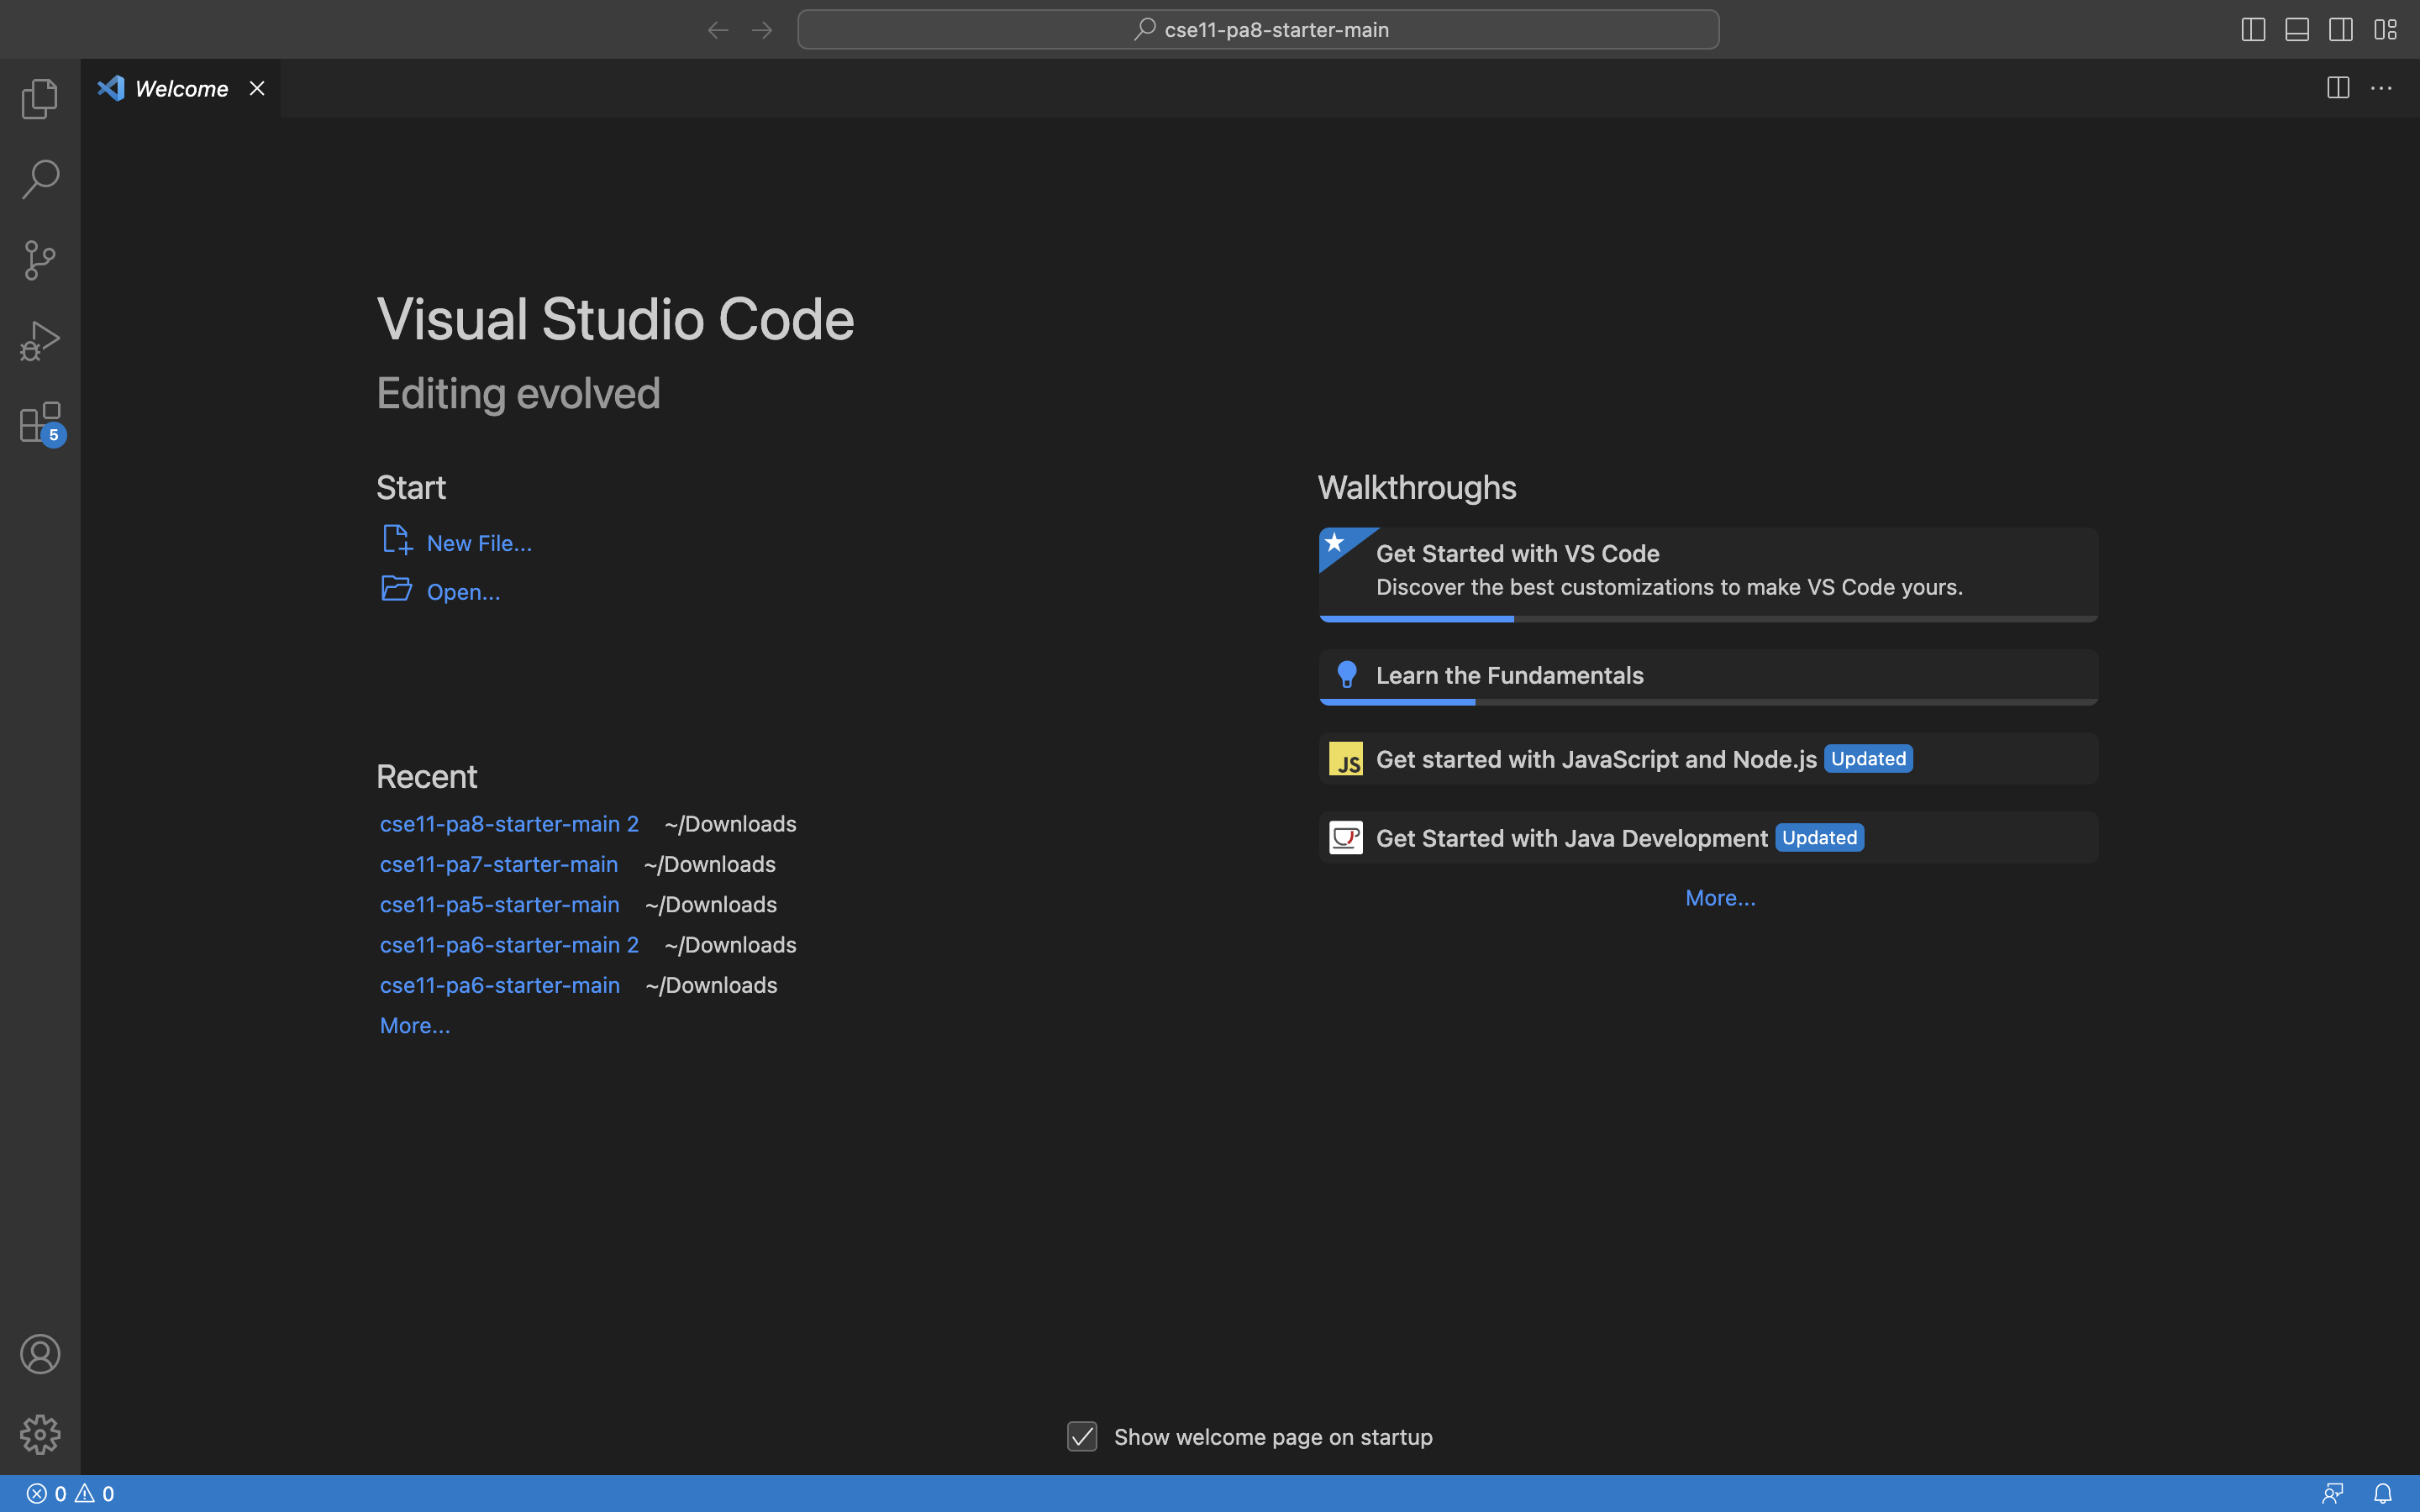 cse11-pa8-starter-main
Welcome
Visual Studio Code
Editing evolved
Start
New File...
Open...
Recent
cse11-pa8-starter-main 2 ~/Downloads
cse11-pa7-starter-main ~/Downloads
cse11-pa5-starter-main ~/Downloads
cse11-pa6-starter-main 2 ~/Downloads
cse11-pa6-starter-main ~/Downloads
More...
Walkthroughs
Get Started with VS Code
Discover the best customizations to make VS Code yours.
Learn the Fundamentals
JS Get started with JavaScript and Node.js Updated
Get Started with Java Development Updated
More...
5
Show welcome page on startup
0 0